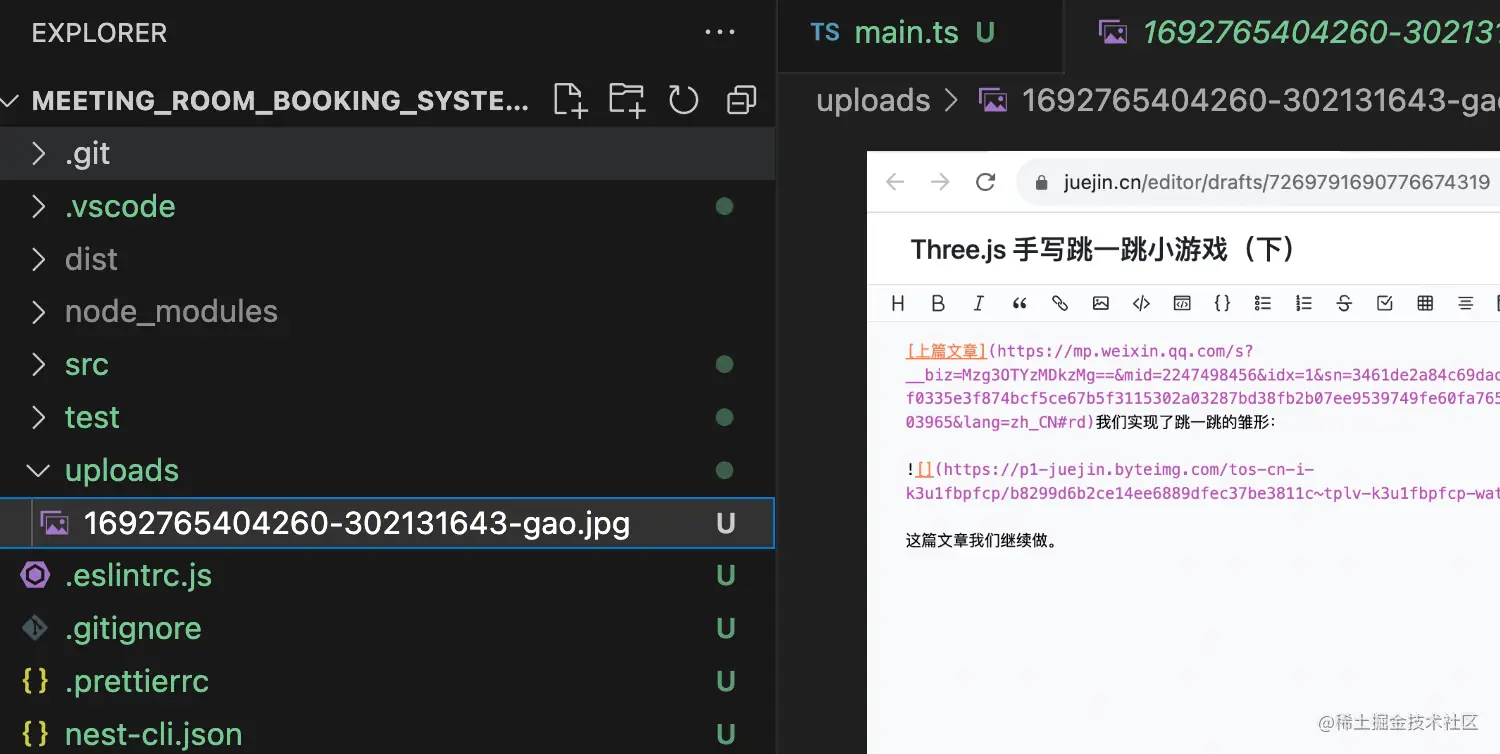 EXPLORER
MEETING_ROOM_BOOKING_SYSTE...
.git
.vscode
dist
node_modules
src
test
uploads
1692765404260-302131643-gao.jpg U
.eslintrc.js U
.gitignore U
.prettierrc U
nest-cli.json U
TS main.ts U
1692765404260-30213
uploads > 1692765404260-302131643-gao
juejin.cn/editor/drafts/7269791690776674319
Three.js 手写跳一跳小游戏（下）
[上篇文章](https://mp.weixin.qq.com/s?
__biz=Mzg3OTYzMDkzMg==&mid=2247498456&idx=1&sn=3461de2a84c69dac
f0335e3f874bcf5ce67b5f3115302a03287bd38fb2b07ee9539749fe60fa765
03965&lang=zh_CN#rd)我们实现了跳一跳的雏形：
![](https://p1-juejin.byteimg.com/tos-cn-i-
k3u1fbpfcp/b8299d6b2ce14ee6889dfec37be3811c~tplv-k3u1fbpfcp-wat
这篇文章我们继续做。
@稀土掘金技术社区